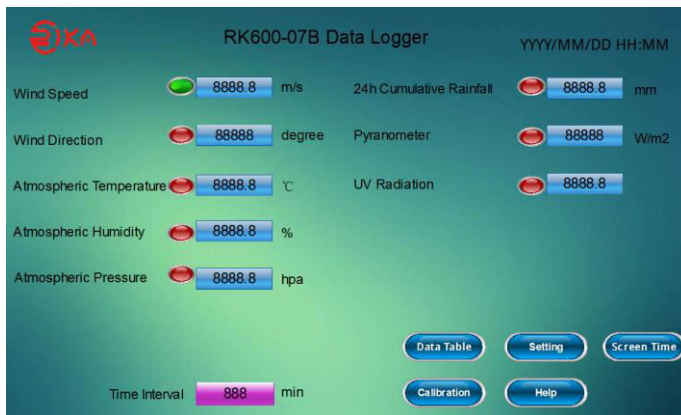 RKA
RK600-07B Data Logger
YYYY/MM/DD HH:MM
Wind Speed 8888.8 m/s
24h Cumulative Rainfall 8888.8 mm
Wind Direction 88888 degree
Pyranometer 88888 W/m2
Atmospheric Temperature 8888.8 ℃
UV Radiation 8888.8
Atmospheric Humidity 8888.8 %
Atmospheric Pressure 8888.8 hpa
Data Table Setting Screen Time
Time Interval 888 min
Calibration Help